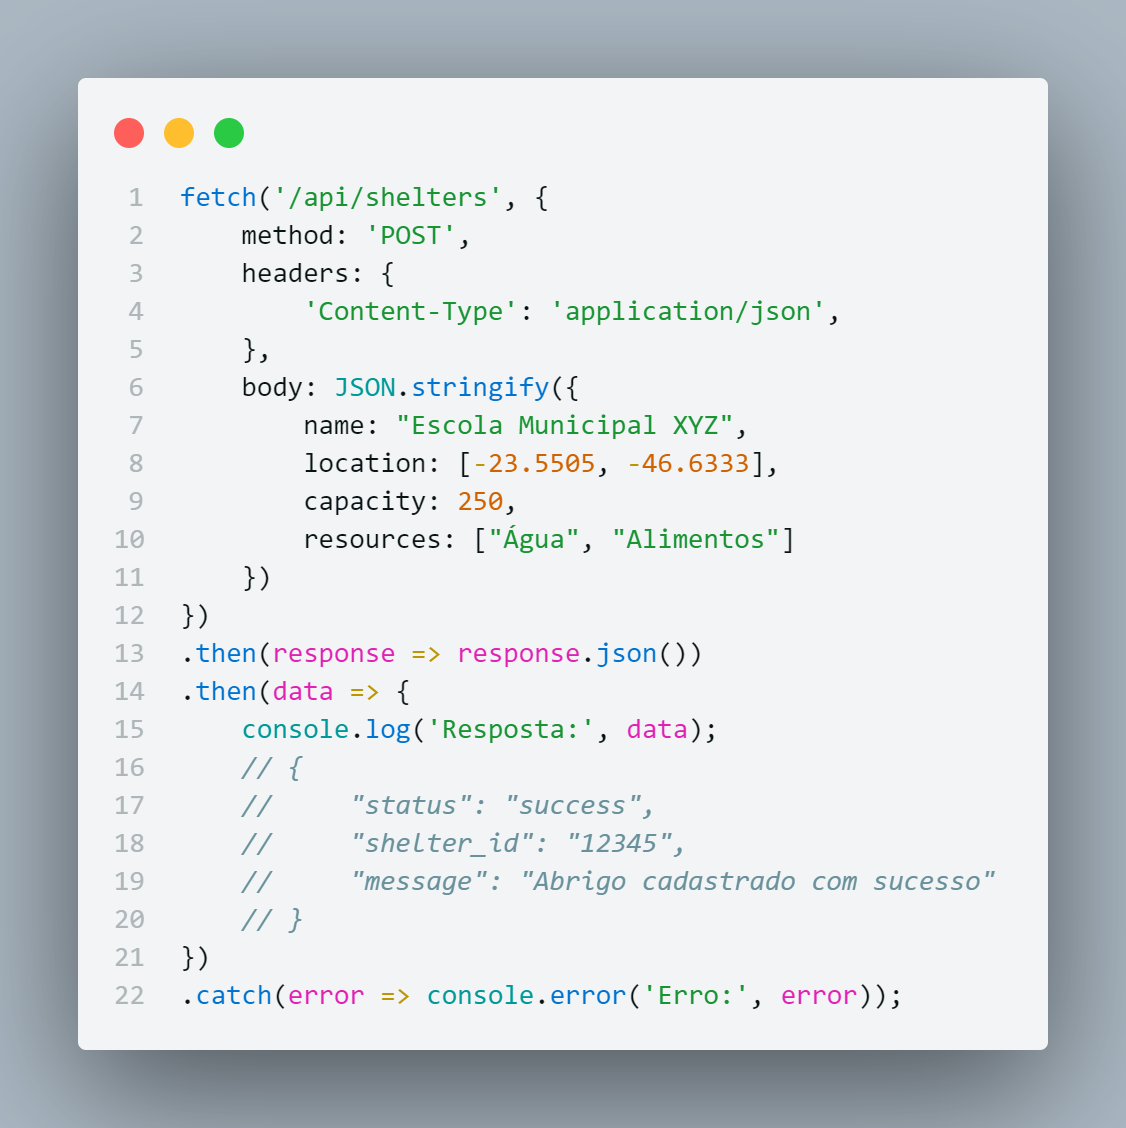 1 fetch('/api/shelters', {
2     method: 'POST',
3     headers: {
4         'Content-Type': 'application/json',
5     },
6     body: JSON.stringify({
7         name: "Escola Municipal XYZ",
8         location: [-23.5505, -46.6333],
9         capacity: 250,
10         resources: ["Água", "Alimentos"]
11     })
12 })
13 .then(response => response.json())
14 .then(data => {
15     console.log('Resposta:', data);
16     // {
17     //     "status": "success",
18     //     "shelter_id": "12345",
19     //     "message": "Abrigo cadastrado com sucesso"
20     // }
21 })
22 .catch(error => console.error('Erro:', error));